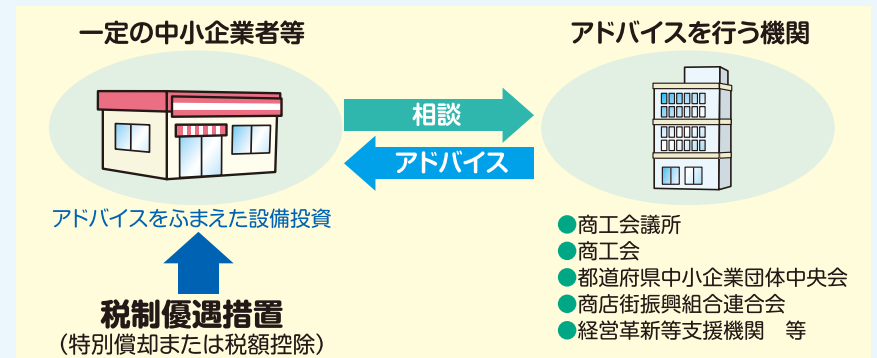 一定の中小企業者等
アドバイスを行う機関
相談
アドバイス
アドバイスをふまえた設備投資
税制優遇措置
（特別償却または税額控除）
●商工会議所
●商工会
●都道府県中小企業団体中央会
●商店街振興組合連合会
●経営革新等支援機関　等